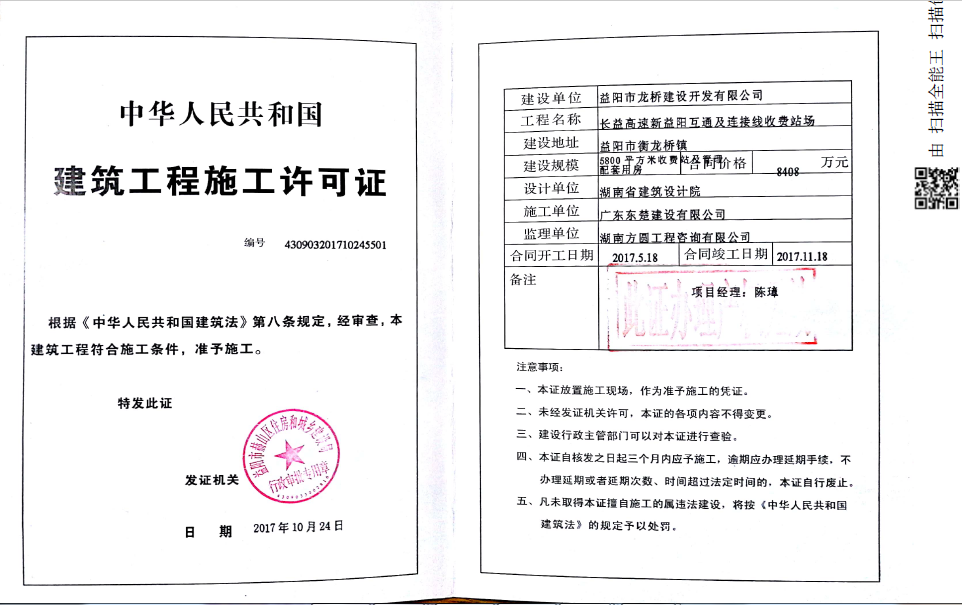 中华人民共和国
建筑工程施工许可证
编号 430903201710245501
根据《中华人民共和国建筑法》第八条规定，经审查，本
建筑工程符合施工条件，准予施工。
特发此证
益阳市赫山区住房和城乡建设局
行政审批专用章
发证机关
日 期 2017年10月24日
建设单位 益阳市龙桥建设开发有限公司
工程名称 长益高速新益阳互通及连接线收费站场
建设地址 益阳市衡龙桥镇
建设规模 5800平方米收费站及管理
配套用房 合同价格 8408 万元
设计单位 湖南省建筑设计院
施工单位 广东东楚建设有限公司
监理单位 湖南方圆工程咨询有限公司
合同开工日期 2017.5.18 合同竣工日期 2017.11.18
备注
项目经理：陈璋
此证办理
注意事项：
一、本证放置施工现场，作为准予施工的凭证。
二、未经发证机关许可，本证的各项内容不得变更。
三、建设行政主管部门可以对本证进行查验。
四、本证自核发之日起三个月内应予施工，逾期应办理延期手续，不
办理延期或者延期次数、时间超过法定时间的，本证自行废止。
五、凡未取得本证擅自施工的属违法建设，将按《中华人民共和国
建筑法》的规定予以处罚。
由 扫描全能王 扫描